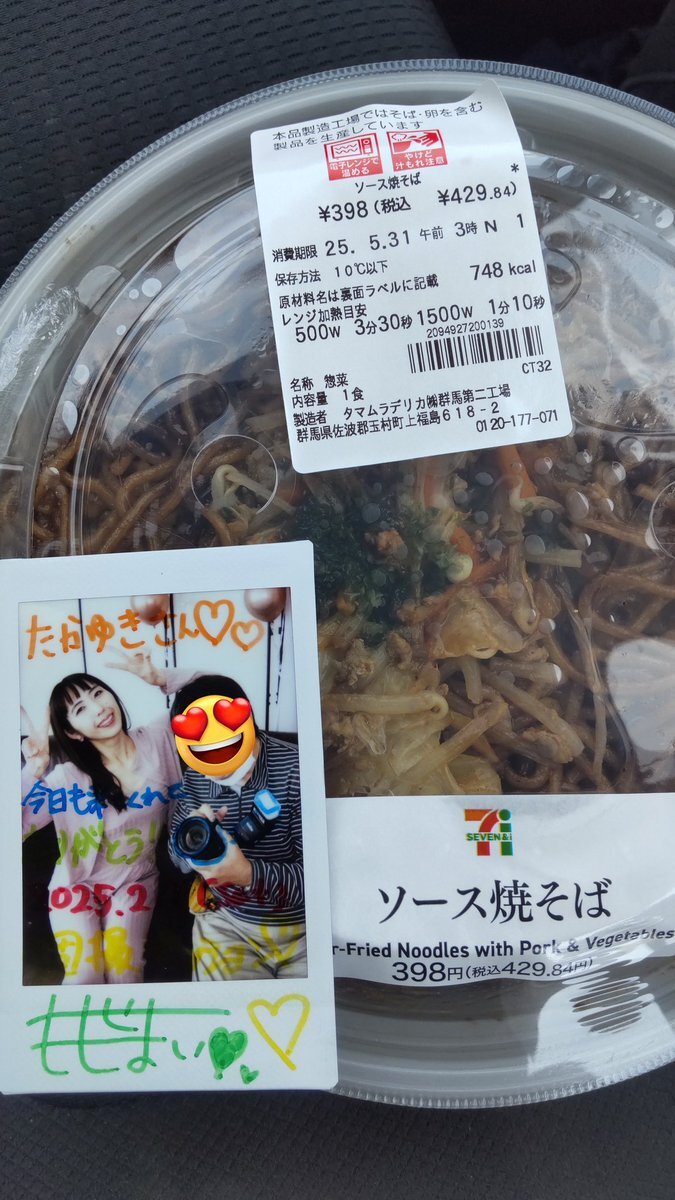 本品製造工場ではそば・卵を含む
製品を生産しています
電子レンジで
温める
やけど
汁もれ注意
ソース焼そば
¥398(税込 ¥429.84)
*
消費期限 25. 5.31 午前 3時 N 1
保存方法 10℃以下
原材料名は裏面ラベルに記載 748 kcal
レンジ加熱目安
500W 3分30秒 1500W 1分10秒
2094927200139
CT32
名称 惣菜
内容量 1食
製造者 タマムラデリカ㈱群馬第二工場
群馬県佐波郡玉村町上福島618-2
0120-177-071
たかゆきさん♡♡
今日も
くれて
ありがとう!
2025.2
7i
SEVEN&i
ソース焼そば
r-Fried Noodles with Pork & Vegetables
398円(税込429.84円)